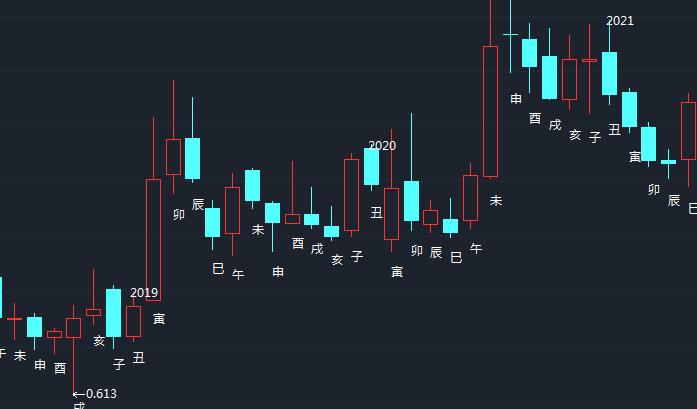 2021
申
酉
戌
亥
子
丑
寅
卯
辰
巳
2020
未
卯
辰
巳
午
未
申
酉
戌
亥
子
丑
寅
卯
辰
巳
午
2019
寅
午
未
申
酉
亥
子
丑
←0.613
戌